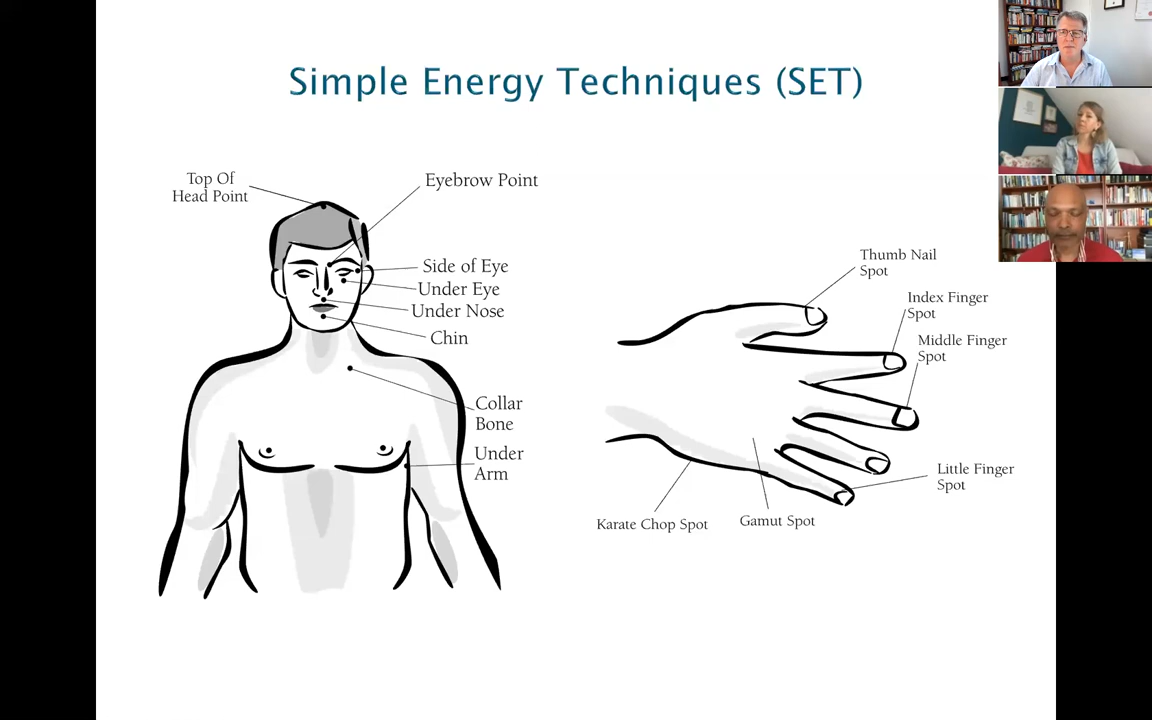 Simple Energy Techniques (SET)
Top Of
Head Point
Eyebrow Point
Side of Eye
Under Eye
Under Nose
Chin
Collar
Bone
Under
Arm
Thumb Nail
Spot
Index Finger
Spot
Middle Finger
Spot
Little Finger
Spot
Karate Chop Spot
Gamut Spot